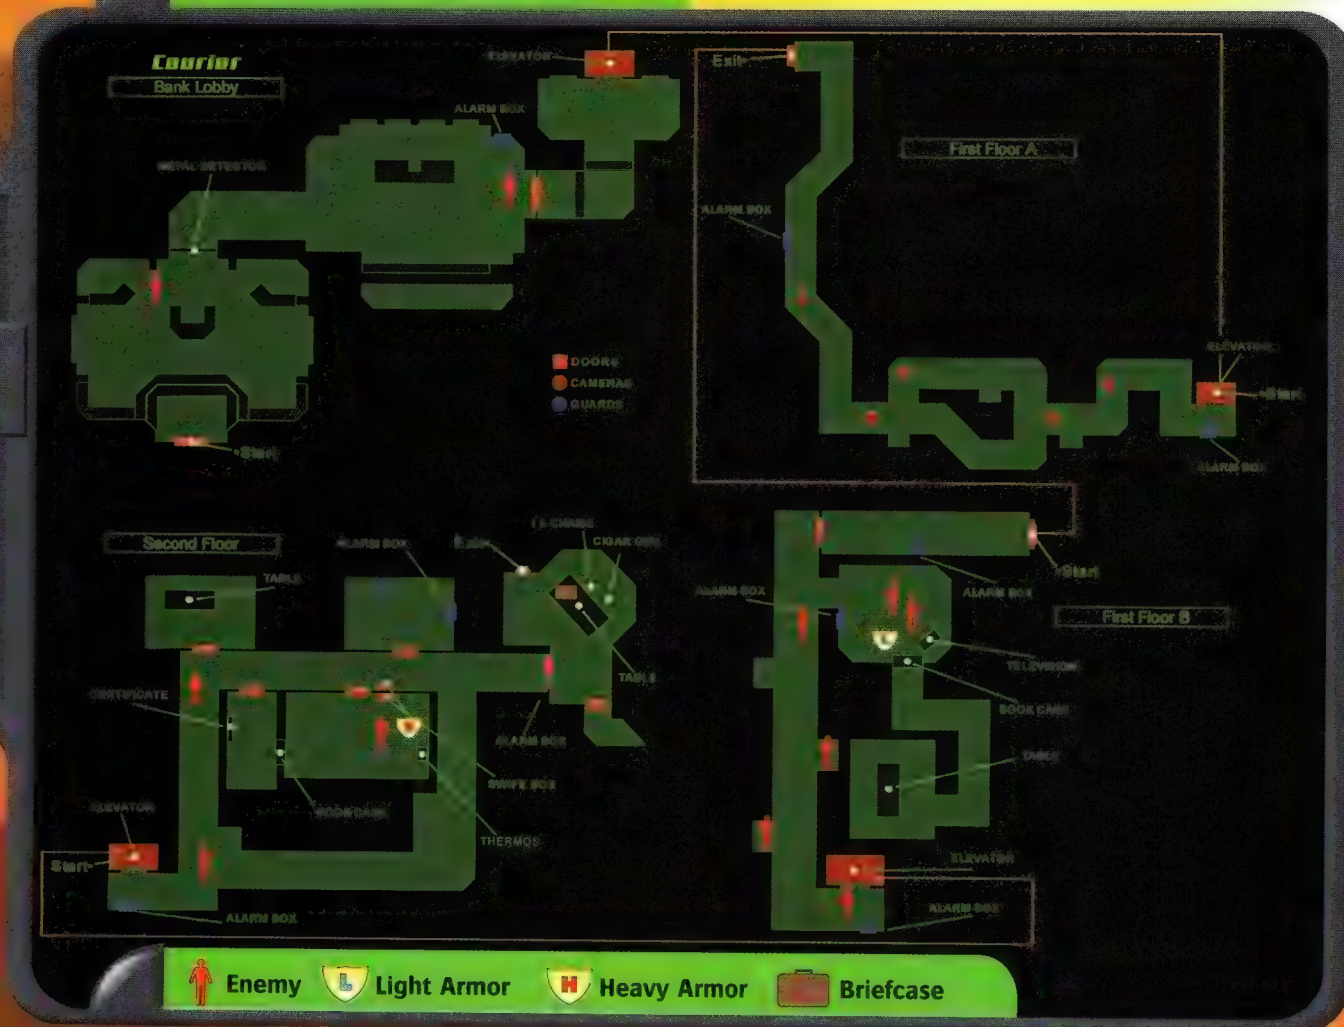 Courier
Bank Lobby
ELEVATOR
ALARM BOX
METAL DETECTOR
DOORS
CAMERAS
GUARDS
Start
Exit
First Floor A
ALARM BOX
ELEVATOR
Start
ALARM BOX
Second Floor
TABLE
ALARM BOX
CERTIFICATE
TABLE
ALARM BOX
SWIPE BOX
BOOK CASE
THERMOS
ELEVATOR
Start
ALARM BOX
Start
ALARM BOX
ALARM BOX
First Floor B
TELEVISION
BOOK CASE
TABLE
ELEVATOR
ALARM BOX
L
H
L
Enemy
Light Armor
H
Heavy Armor
Briefcase